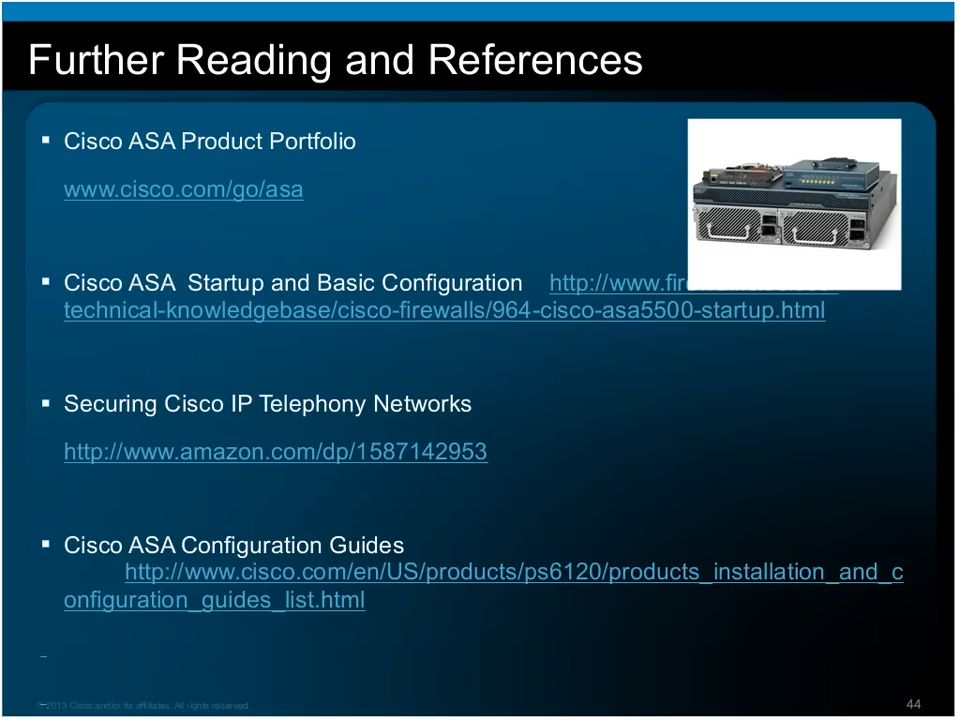 Further Reading and References
▪ Cisco ASA Product Portfolio
www.cisco.com/go/asa
▪ Cisco ASA  Startup and Basic Configuration    http://www.fire
technical-knowledgebase/cisco-firewalls/964-cisco-asa5500-startup.html
▪ Securing Cisco IP Telephony Networks
http://www.amazon.com/dp/1587142953
▪ Cisco ASA Configuration Guides
http://www.cisco.com/en/US/products/ps6120/products_installation_and_c
onfiguration_guides_list.html
–
–
© 2013 Cisco and/or its affiliates. All rights reserved.
44